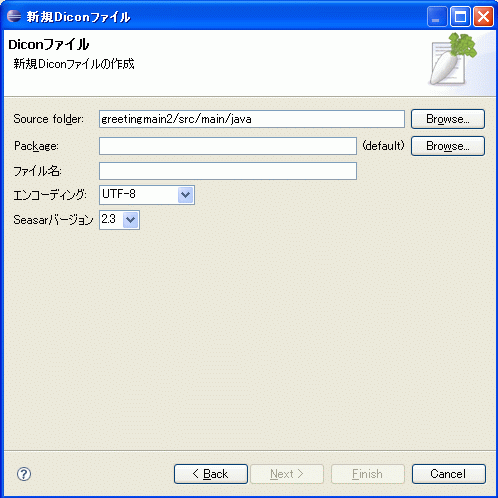 新規Diconファイル
Diconファイル
新規Diconファイルの作成
Source folder: greetingmain2/src/main/java Browse...
Package: (default) Browse...
ファイル名:
エンコーディング: UTF-8
Seasarバージョン 2.3
< Back Next > Finish Cancel